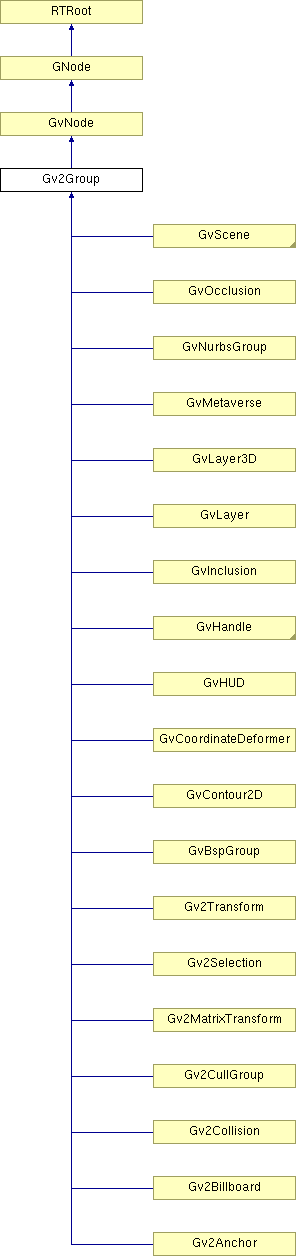 RTRoot
GNode
GvNode
Gv2Group
GvScene
GvOcclusion
GvNurbsGroup
GvMetaverse
GvLayer3D
GvLayer
GvInclusion
GvHandle
GvHUD
GvCoordinateDeformer
GvContour2D
GvBspGroup
Gv2Transform
Gv2Selection
Gv2MatrixTransform
Gv2CullGroup
Gv2Collision
Gv2Billboard
Gv2Anchor